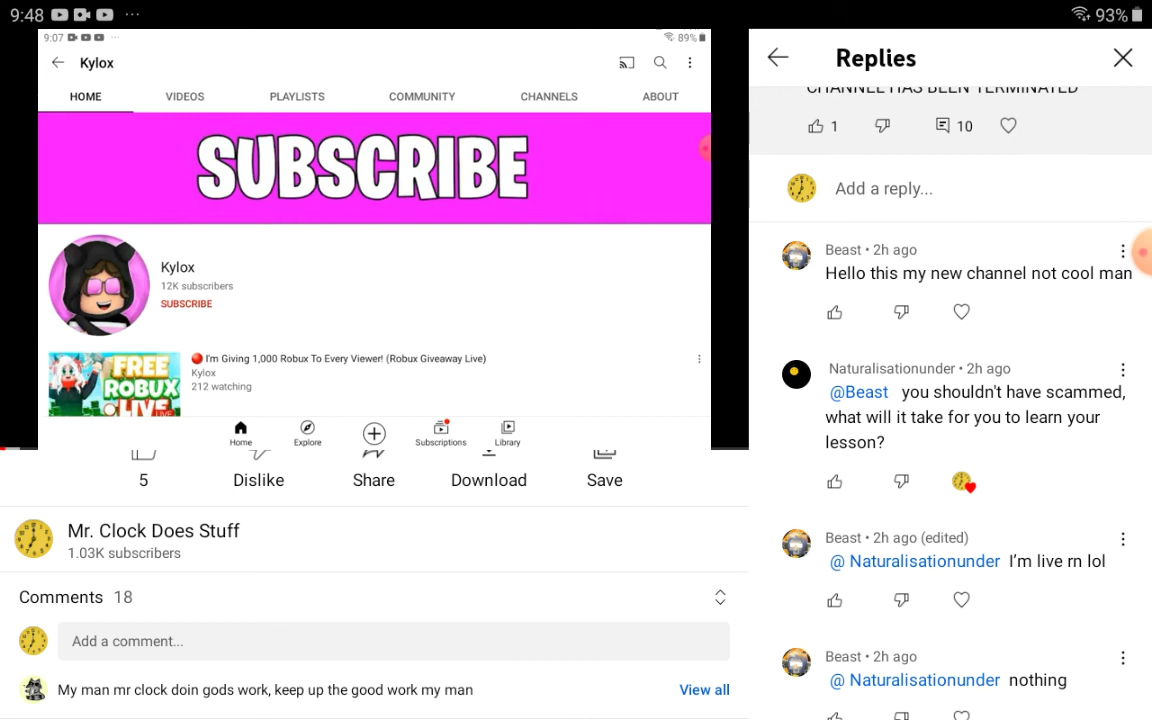 9:48 ... 93%
9:07 ... 89%
Kylox
HOME VIDEOS PLAYLISTS COMMUNITY CHANNELS ABOUT
SUBSCRIBE
Kylox
12K subscribers
SUBSCRIBE
FREE
ROBUX
LIVE
LIVE
I'm Giving 1,000 Robux To Every Viewer! (Robux Giveaway Live)
Kylox
212 watching
Home Explore Subscriptions Library
5 Dislike Share Download Save
Mr. Clock Does Stuff
1.03K subscribers
Comments 18
Add a comment...
My man mr clock doin gods work, keep up the good work my man View all
Replies
CHANNEL HAS BEEN TERMINATED
1 10
Add a reply...
Beast • 2h ago
Hello this my new channel not cool man
Naturalisationunder • 2h ago
@Beast you shouldn't have scammed,
what will it take for you to learn your
lesson?
Beast • 2h ago (edited)
@ Naturalisationunder I'm live rn lol
Beast • 2h ago
@ Naturalisationunder nothing